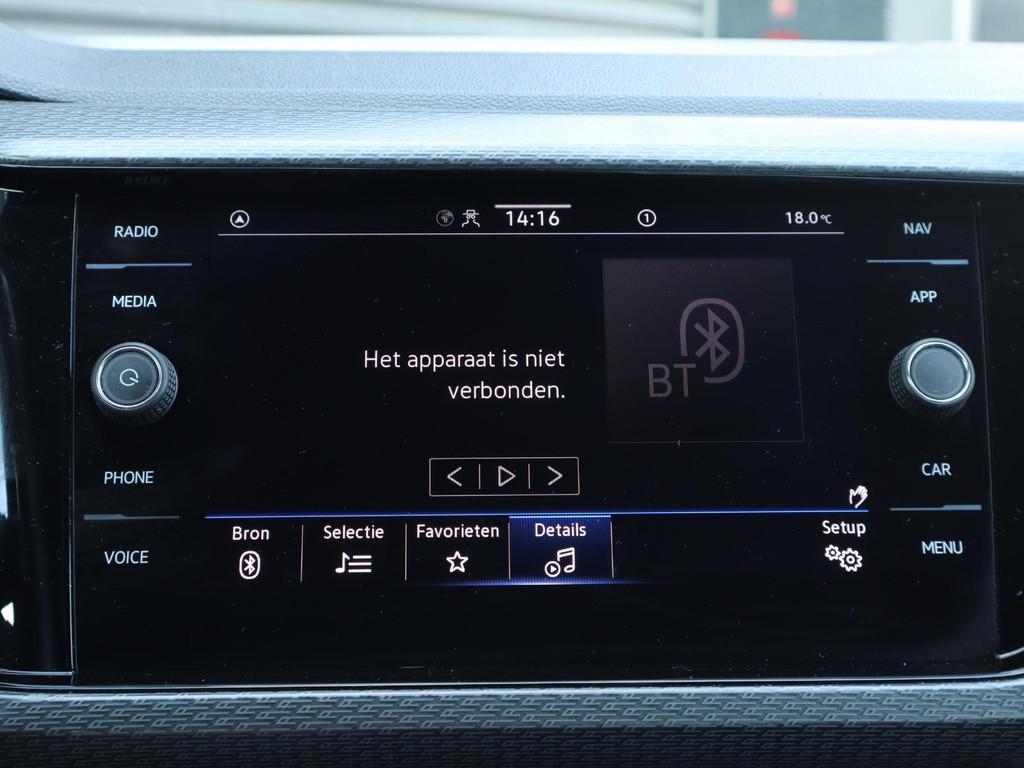 RADIO
MEDIA
PHONE
VOICE
14:16
1
18.0°C
Het apparaat is niet
verbonden.
BT
Bron
Selectie
Favorieten
Details
Setup
NAV
APP
CAR
MENU